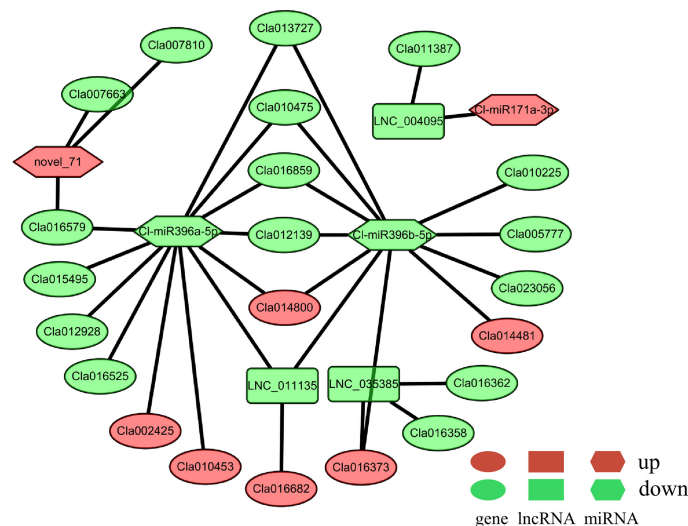 Cla013727
Cla007810
Cla011387
Cla007663
Cla010475
Cl-miR171a-3p
LNC_004095
novel_71
Cla016859
Cla010225
Cla016579
Cl-miR396a-5p
Cla012139
Cl-miR396b-5p
Cla005777
Cla015495
Cla023056
Cla014800
Cla012928
Cla014481
Cla016525
LNC_011135
LNC_035385
Cla016362
Cla002425
Cla016358
Cla010453
Cla016373
Cla016682
up
down
gene lncRNA miRNA